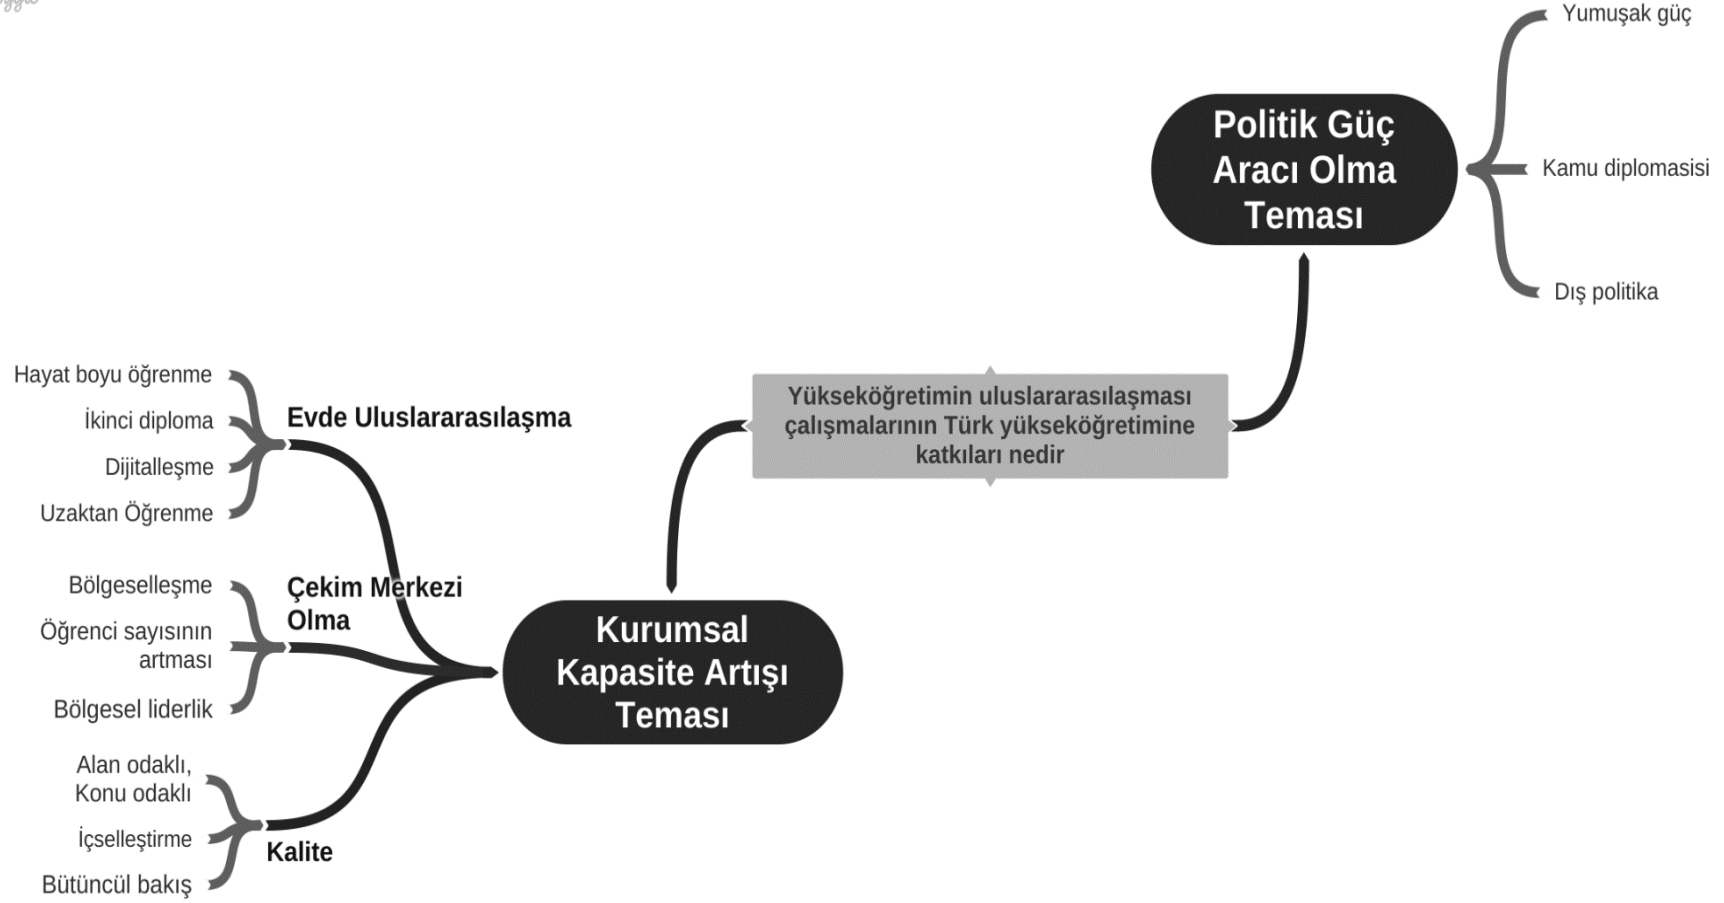 Yumuşak güç
Politik Güç
Aracı Olma
Teması
Kamu diplomasisi
Dış politika
Yükseköğretimin uluslararasılaşması
çalışmalarının Türk yükseköğretimine
katkıları nedir
Kurumsal
Kapasite Artışı
Teması
Evde Uluslararasılaşma
Hayat boyu öğrenme
İkinci diploma
Dijitalleşme
Uzaktan Öğrenme
Çekim Merkezi
Olma
Bölgeselleşme
Öğrenci sayısının
artması
Bölgesel liderlik
Kalite
Alan odaklı,
Konu odaklı
İçselleştirme
Bütüncül bakış